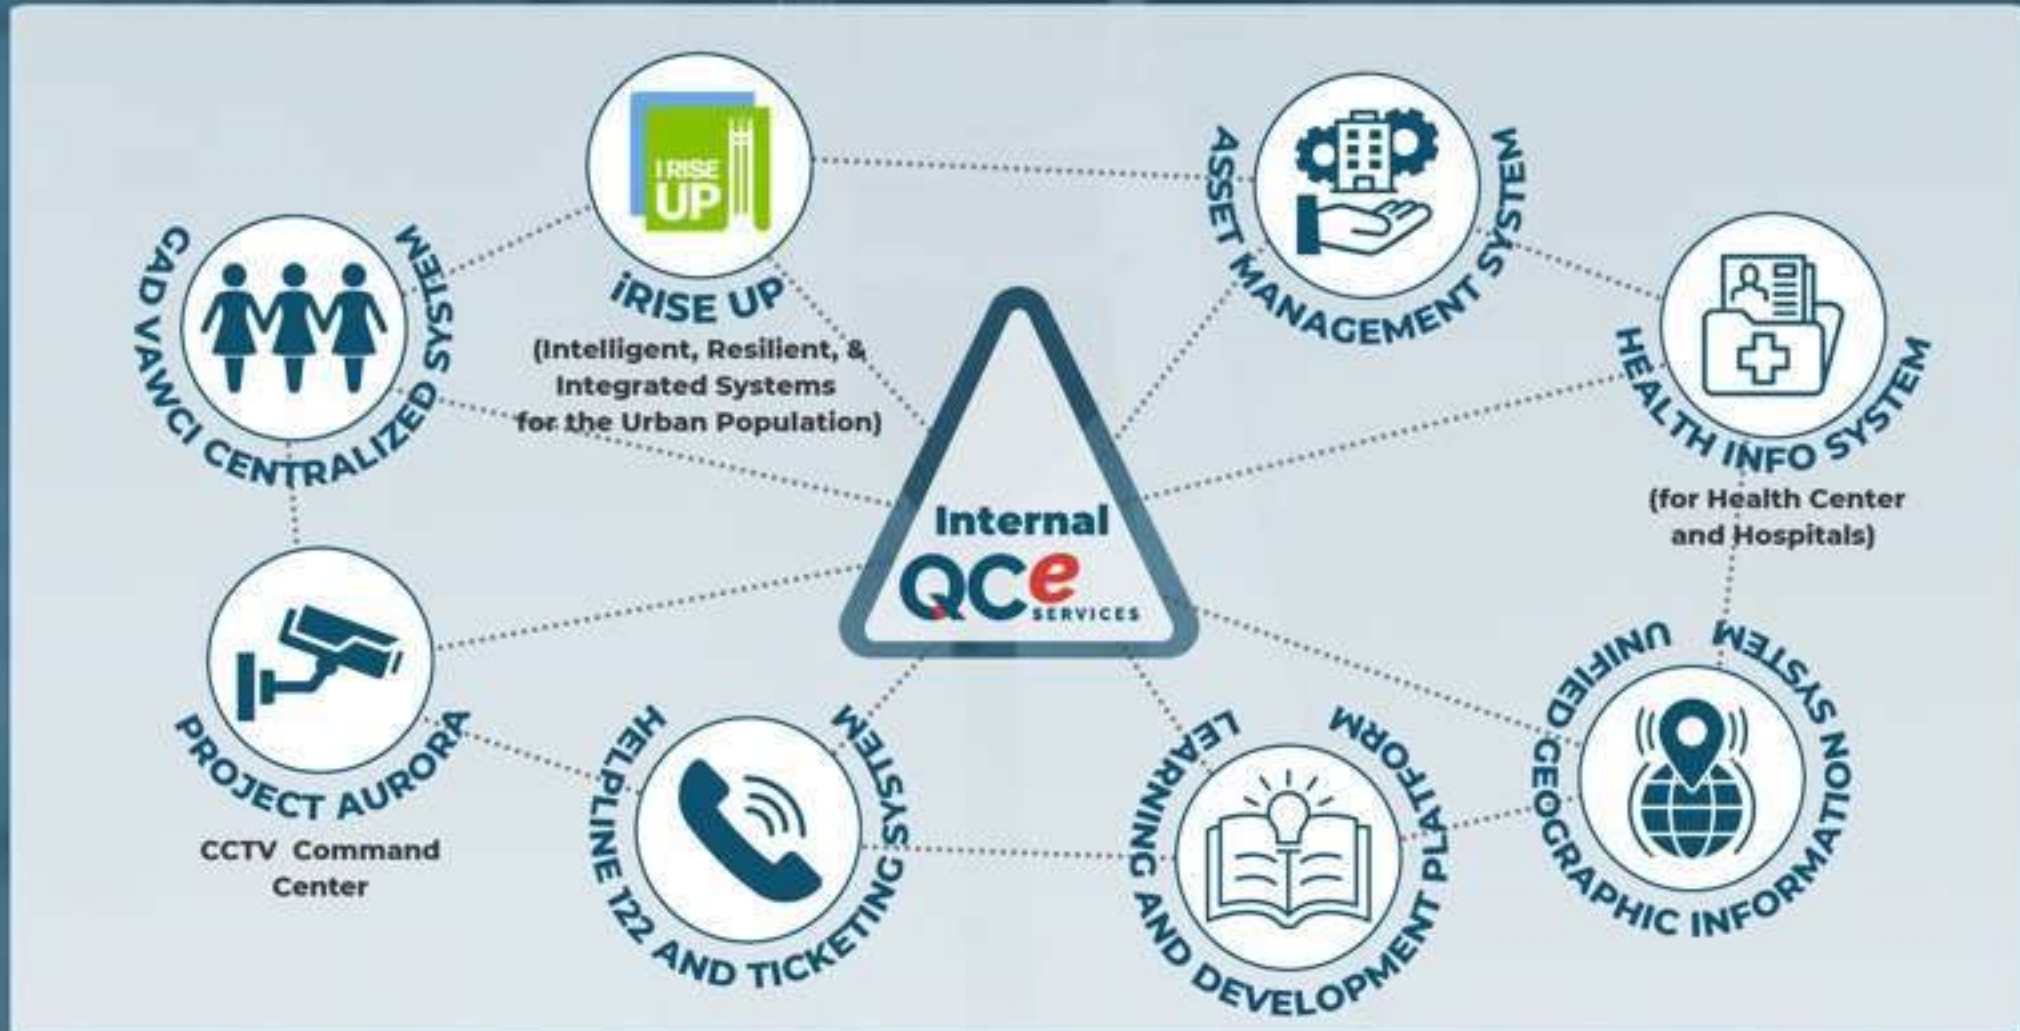 I RISE
UP
iRISE UP
(Intelligent, Resilient, &
Integrated Systems
for the Urban Population)
ASSET MANAGEMENT SYSTEM
GAD VAWCI CENTRALIZED SYSTEM
HEALTH INFO SYSTEM
(for Health Center
and Hospitals)
Internal
QCe
SERVICES
PROJECT AURORA
CCTV Command
Center
HELPLINE 122 AND TICKETING SYSTEM
LEARNING AND DEVELOPMENT PLATFORM
UNIFIED GEOGRAPHIC INFORMATION SYSTEM